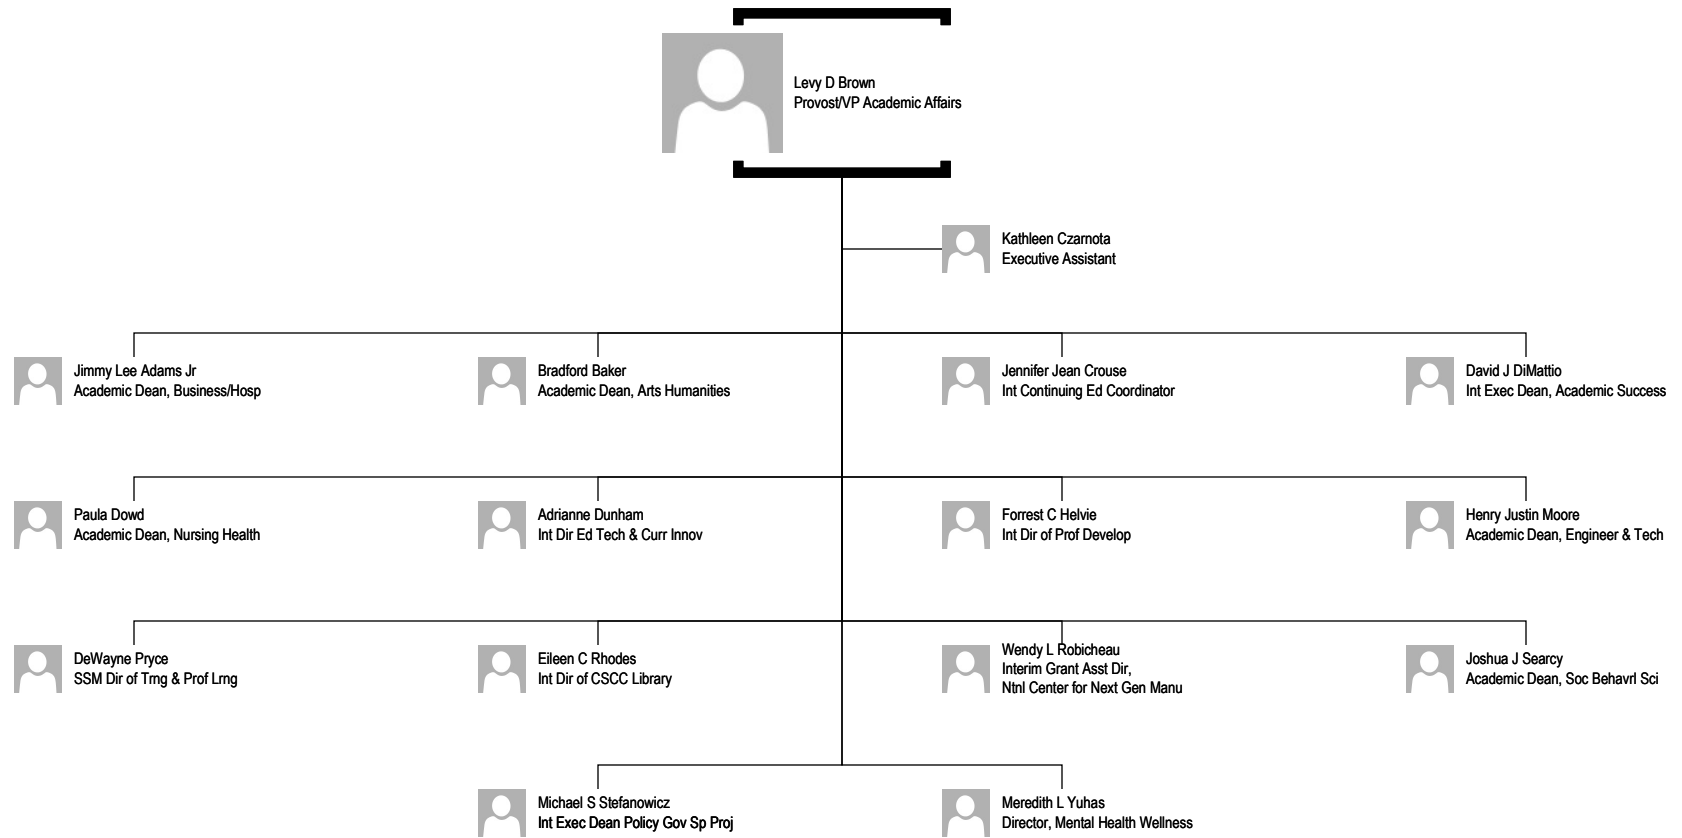 Levy D Brown
Provost/VP Academic Affairs
Kathleen Czarnota
Executive Assistant
Jimmy Lee Adams Jr
Academic Dean, Business/Hosp
Bradford Baker
Academic Dean, Arts Humanities
Jennifer Jean Crouse
Int Continuing Ed Coordinator
David J DiMattio
Int Exec Dean, Academic Success
Paula Dowd
Academic Dean, Nursing Health
Adrianne Dunham
Int Dir Ed Tech & Curr Innov
Forrest C Helvie
Int Dir of Prof Develop
Henry Justin Moore
Academic Dean, Engineer & Tech
DeWayne Pryce
SSM Dir of Trng & Prof Lrng
Eileen C Rhodes
Int Dir of CSCC Library
Wendy L Robicheau
Interim Grant Asst Dir,
Ntnl Center for Next Gen Manu
Joshua J Searcy
Academic Dean, Soc Behavrl Sci
Michael S Stefanowicz
Int Exec Dean Policy Gov Sp Proj
Meredith L Yuhas
Director, Mental Health Wellness